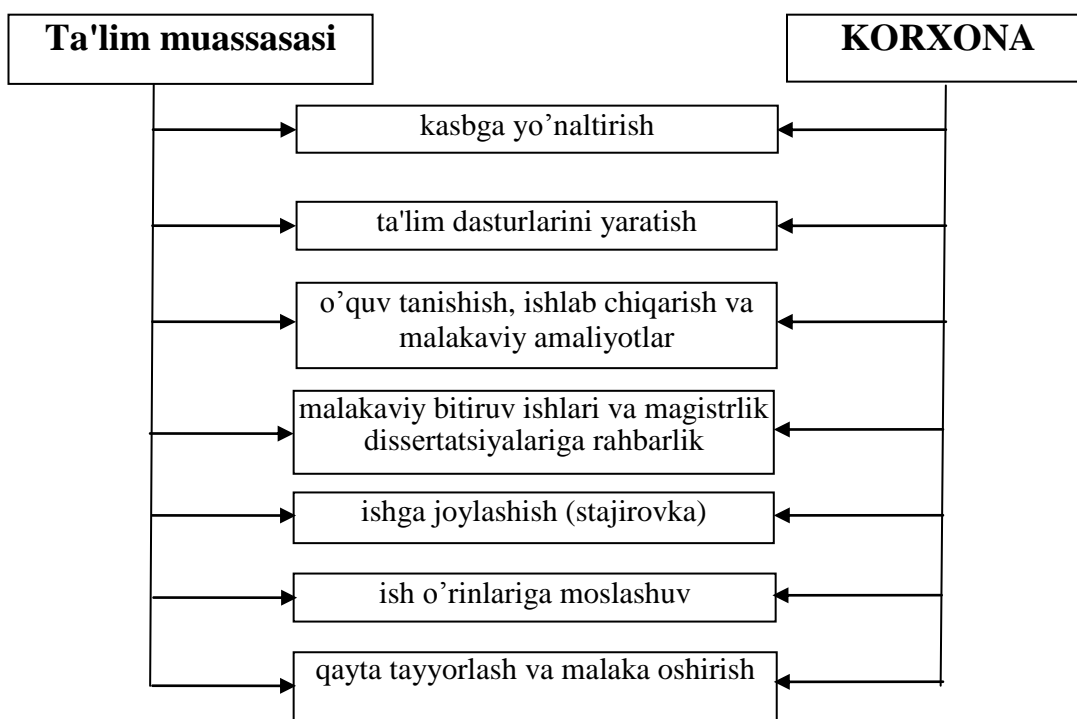 Ta'lim muassasasi
KORXONA
kasbga yo’naltirish
ta'lim dasturlarini yaratish
o’quv tanishish, ishlab chiqarish va
malakaviy amaliyotlar
malakaviy bitiruv ishlari va magistrlik
dissertatsiyalariga rahbarlik
ishga joylashish (stajirovka)
ish o’rinlariga moslashuv
qayta tayyorlash va malaka oshirish